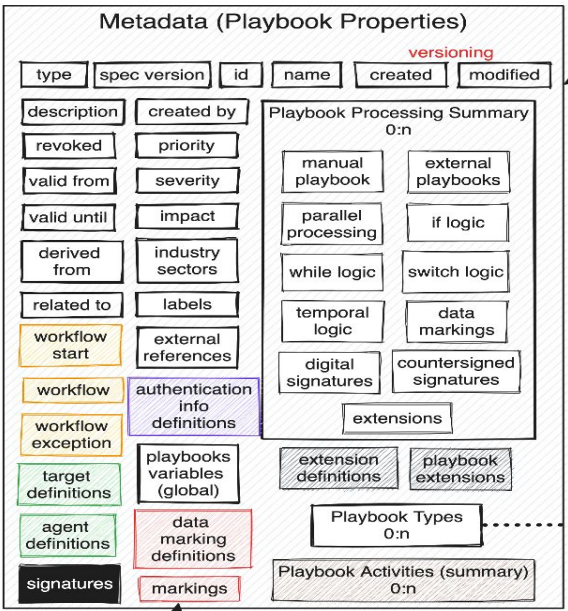 Metadata (Playbook Properties)
versioning
type
spec version
id
name
created
modified
description
created by
revoked
priority
valid from
severity
valid until
impact
derived
from
industry
sectors
related to
labels
workflow
start
external
references
workflow
authentication
info
definitions
workflow
exception
playbooks
variables
(global)
target
definitions
agent
definitions
data
marking
definitions
signatures
markings
Playbook Processing Summary
0:n
manual
playbook
external
playbooks
parallel
processing
if logic
while logic
switch logic
temporal
logic
data
markings
digital
signatures
countersigned
signatures
extensions
extension
definitions
playbook
extensions
Playbook Types
0:n
Playbook Activities (summary)
0:n